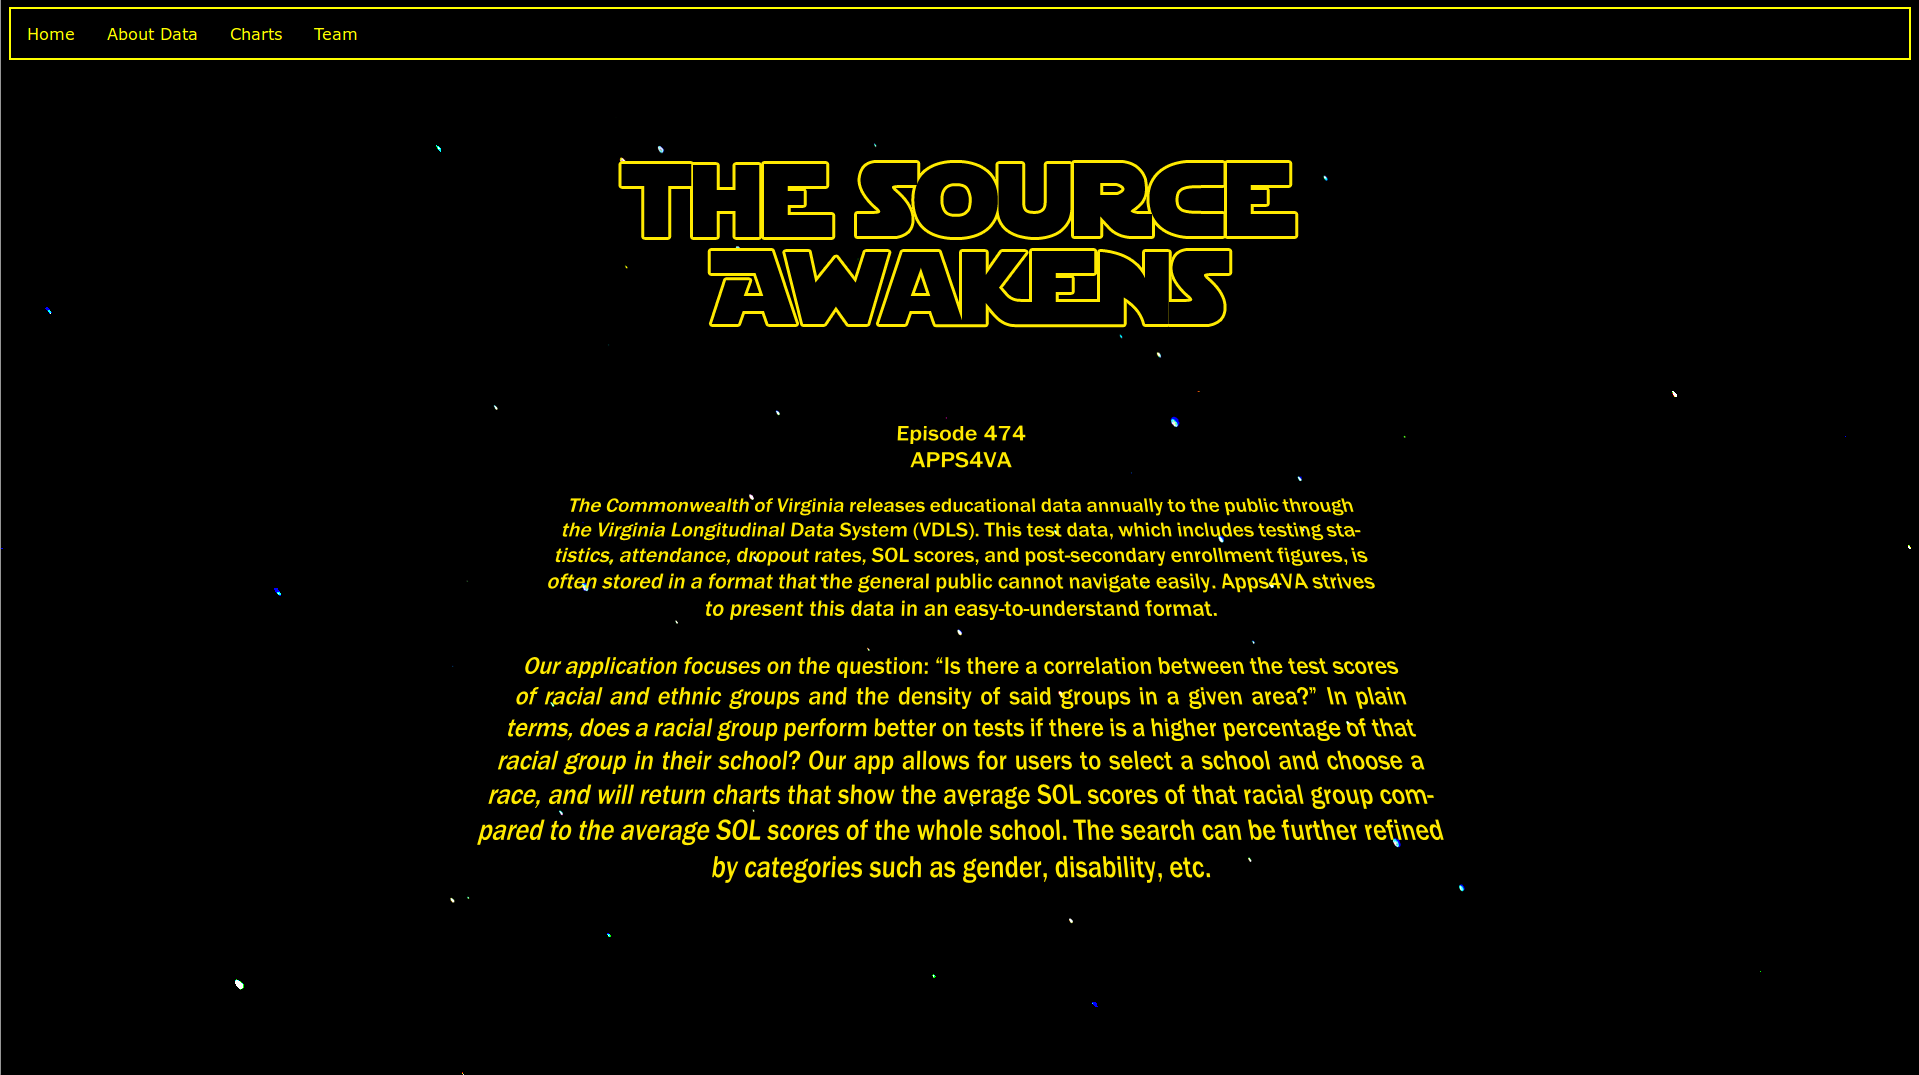 Home About Data Charts Team
THE SOURCE
AWAKENS
Episode 474
APPS4VA
The Commonwealth of Virginia releases educational data annually to the public through
the Virginia Longitudinal Data System (VDLS). This test data, which includes testing sta-
tistics, attendance, dropout rates, SOL scores, and post-secondary enrollment figures, is
often stored in a format that the general public cannot navigate easily. Apps4VA strives
to present this data in an easy-to-understand format.
Our application focuses on the question: “Is there a correlation between the test scores
of racial and ethnic groups and the density of said groups in a given area?” In plain
terms, does a racial group perform better on tests if there is a higher percentage of that
racial group in their school? Our app allows for users to select a school and choose a
race, and will return charts that show the average SOL scores of that racial group com-
pared to the average SOL scores of the whole school. The search can be further refined
by categories such as gender, disability, etc.